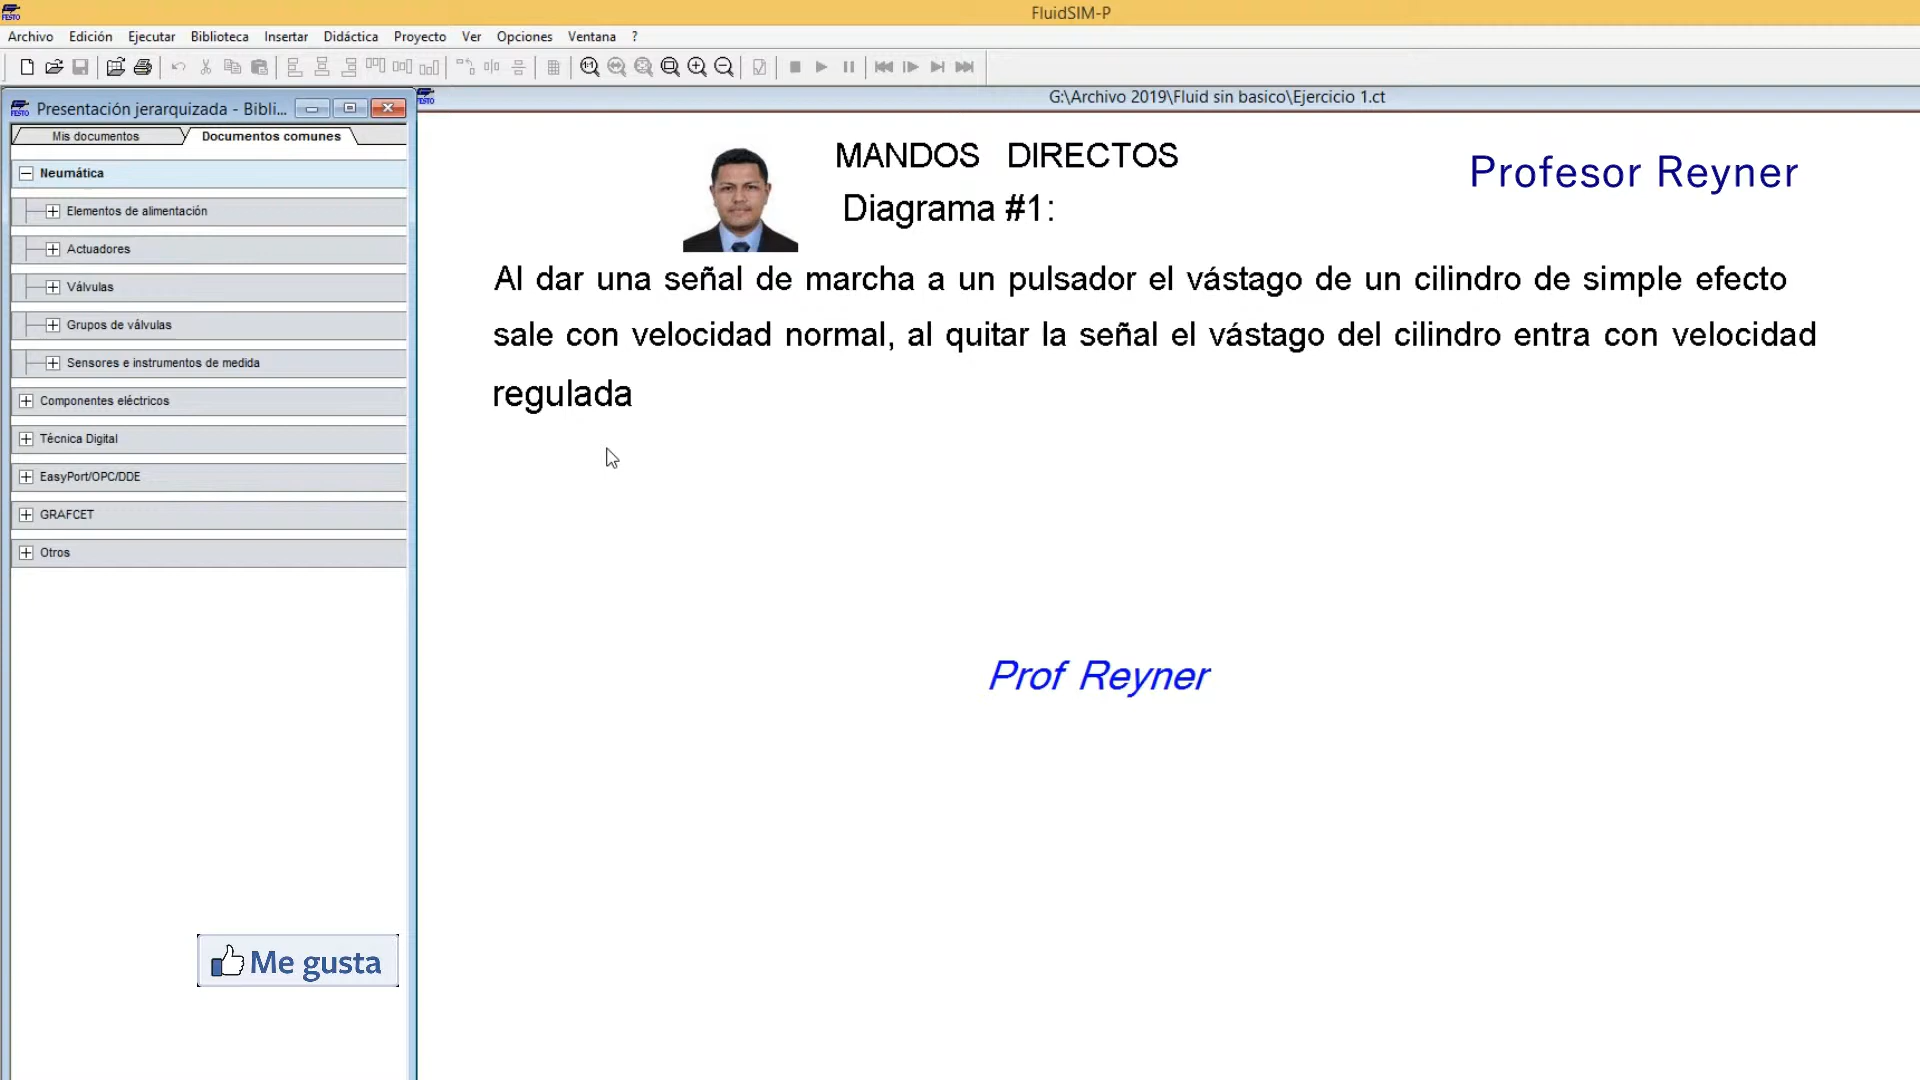 FluidSIM-P
FESTO
Archivo Edición Ejecutar Biblioteca Insertar Didáctica Proyecto Ver Opciones Ventana ?
Presentación jerarquizada - Bibli...
FESTO
FESTO
G:\Archivo 2019\Fluid sin basico\Ejercicio 1.ct
Mis documentos
Documentos comunes
Neumática
Elementos de alimentación
Actuadores
Válvulas
Grupos de válvulas
Sensores e instrumentos de medida
Componentes eléctricos
Técnica Digital
EasyPort/OPC/DDE
GRAFCET
Otros
Me gusta
MANDOS DIRECTOS
Profesor Reyner
Diagrama #1:
Al dar una señal de marcha a un pulsador el vástago de un cilindro de simple efecto
sale con velocidad normal, al quitar la señal el vástago del cilindro entra con velocidad
regulada
Prof Reyner